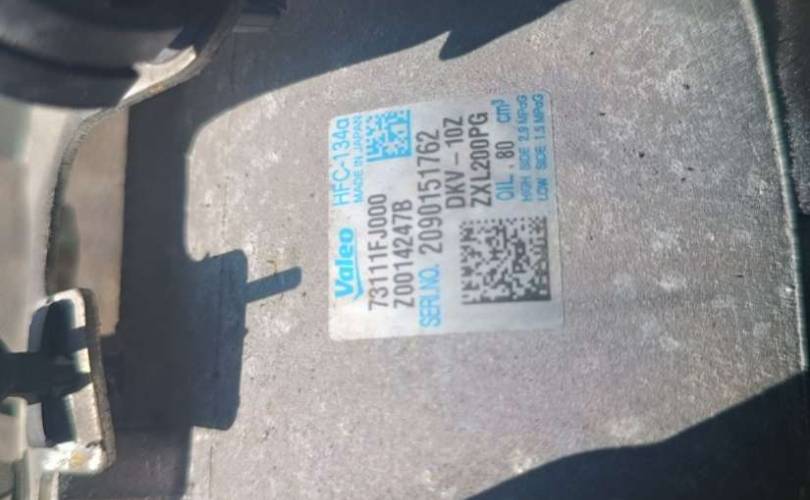 Valeo HFC-134a
MADE IN JAPAN
73111FJ000
Z0014247B
SERI.NO. 2090151762
DKV-10Z
ZXL200PG
OIL 80 cm³
HIGH SIDE 2.9 MPaG
LOW SIDE 1.5 MPaG